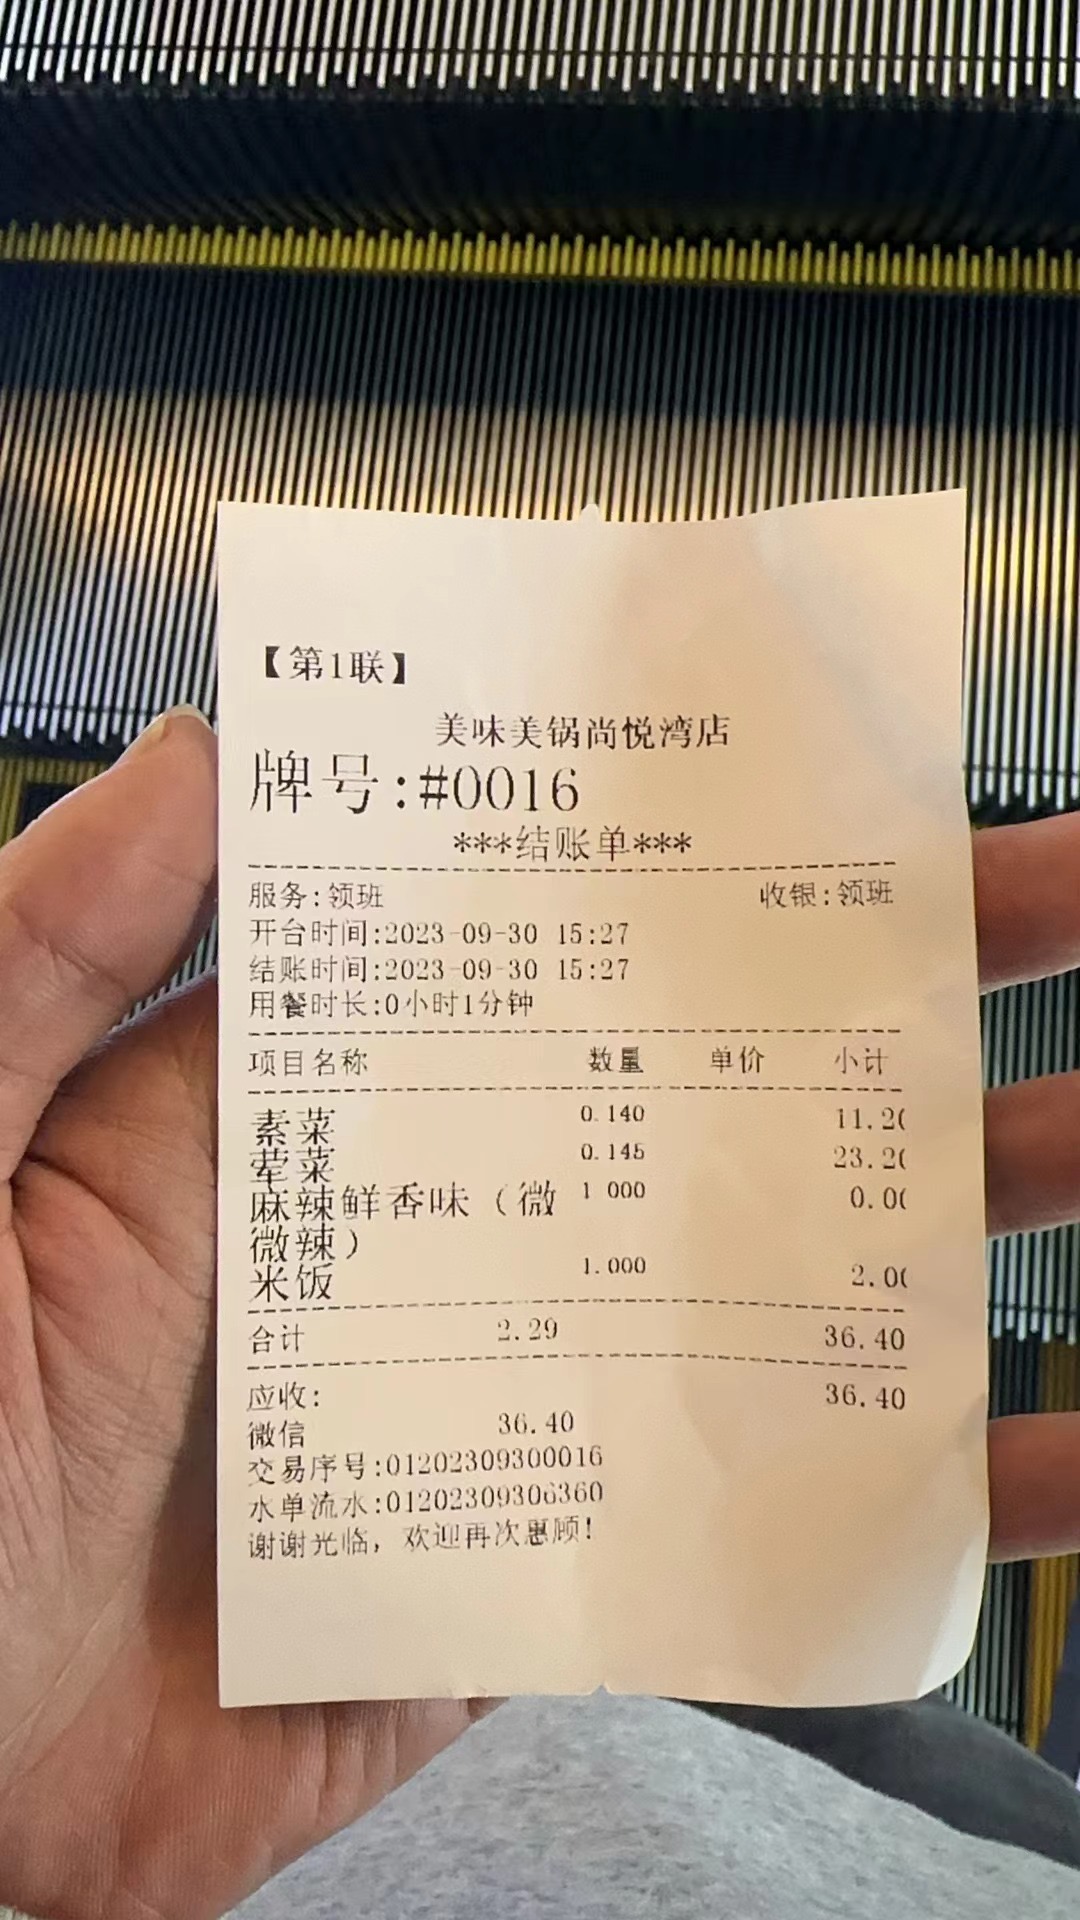 【第1联】
美味美锅尚悦湾店
牌号:#0016
***结账单***
服务:领班 收银:领班
开台时间:2023-09-30 15:27
结账时间:2023-09-30 15:27
用餐时长:0小时1分钟
项目名称 数量 单价 小计
素菜 0.140 11.20
荤菜 0.145 23.20
麻辣鲜香味（微 1 000 0.00
微辣）
米饭 1.000 2.00
合计 2.29 36.40
应收: 36.40
微信 36.40
交易序号:01202309300016
水单流水:01202309306360
谢谢光临，欢迎再次惠顾!